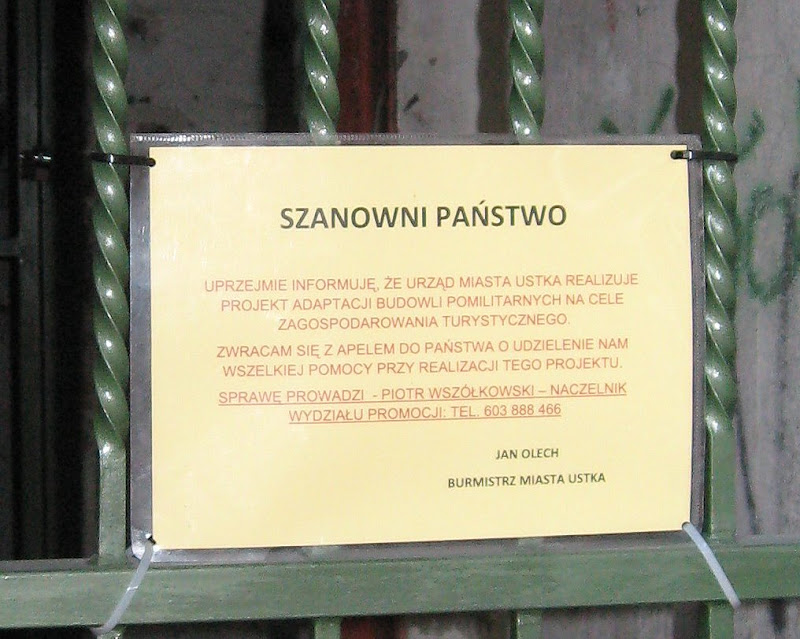 SZANOWNI PAŃSTWO
UPRZEJMIE INFORMUJĘ, ŻE URZĄD MIASTA USTKA REALIZUJE
PROJEKT ADAPTACJI BUDOWLI POMILITARNYCH NA CELE
ZAGOSPODAROWANIA TURYSTYCZNEGO.
ZWRACAM SIĘ Z APELEM DO PAŃSTWA O UDZIELENIE NAM
WSZELKIEJ POMOCY PRZY REALIZACJI TEGO PROJEKTU.
SPRAWĘ PROWADZI - PIOTR WSZÓŁKOWSKI – NACZELNIK
WYDZIAŁU PROMOCJI: TEL. 603 888 466
JAN OLECH
BURMISTRZ MIASTA USTKA